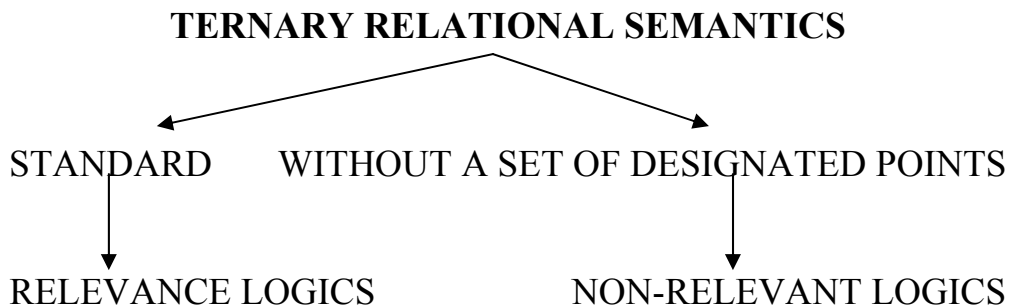 TERNARY RELATIONAL SEMANTICS
STANDARD WITHOUT A SET OF DESIGNATED POINTS
RELEVANCE LOGICS NON-RELEVANT LOGICS